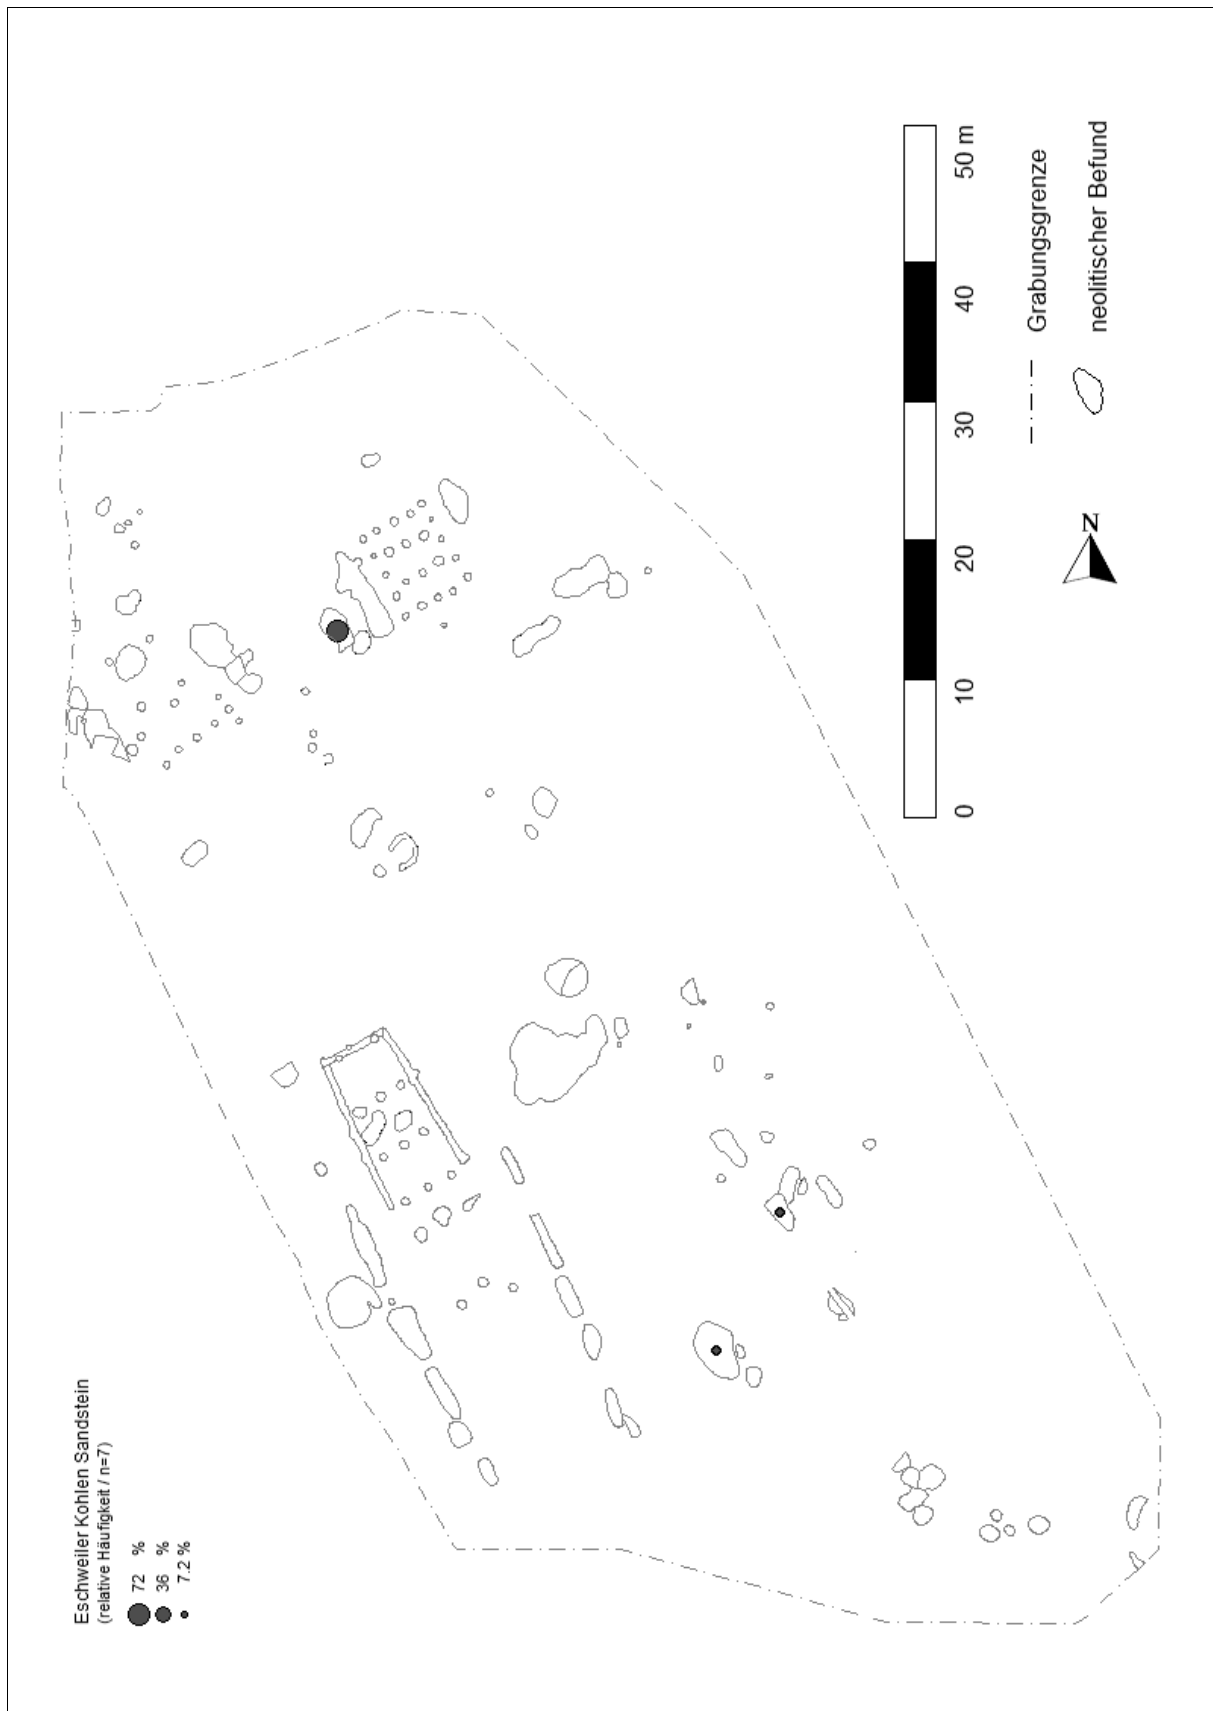 Eschweiler Kohlen Sandstein
(relative Häufigkeit / n=7)
72 %
36 %
7.2 %
0 10 20 30 40 50 m
Grabungsgrenze
neolitischer Befund
N